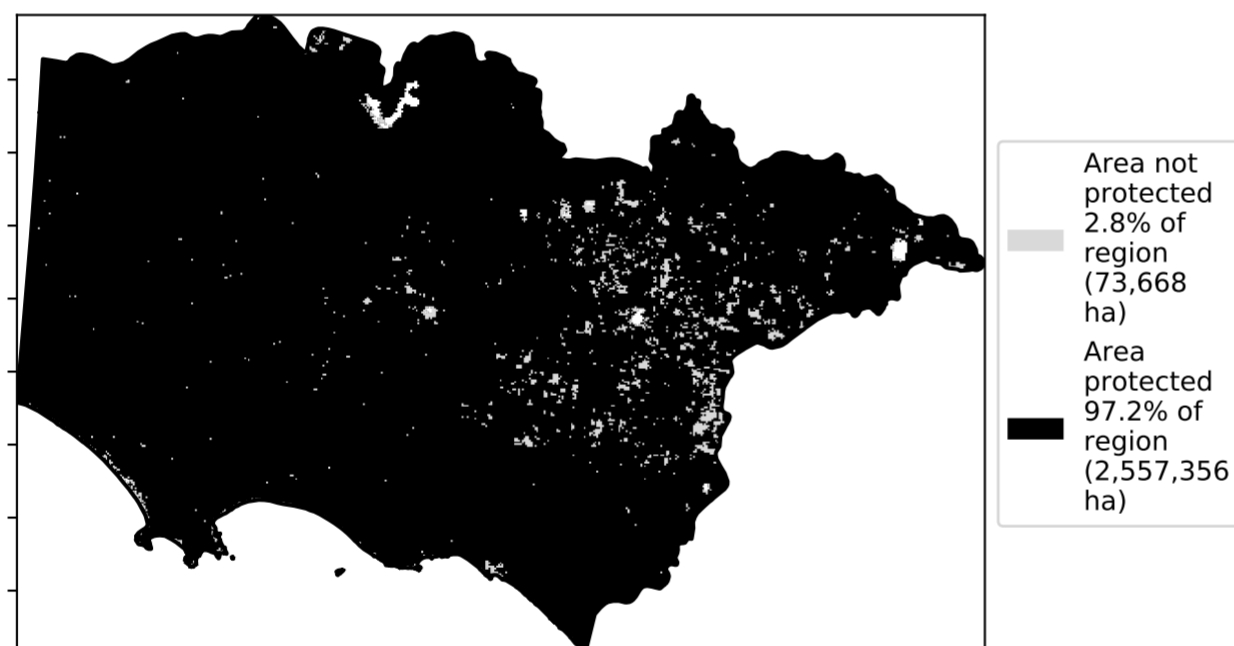 Area not
protected
2.8% of
region
(73,668
ha)
Area
protected
97.2% of
region
(2,557,356
ha)